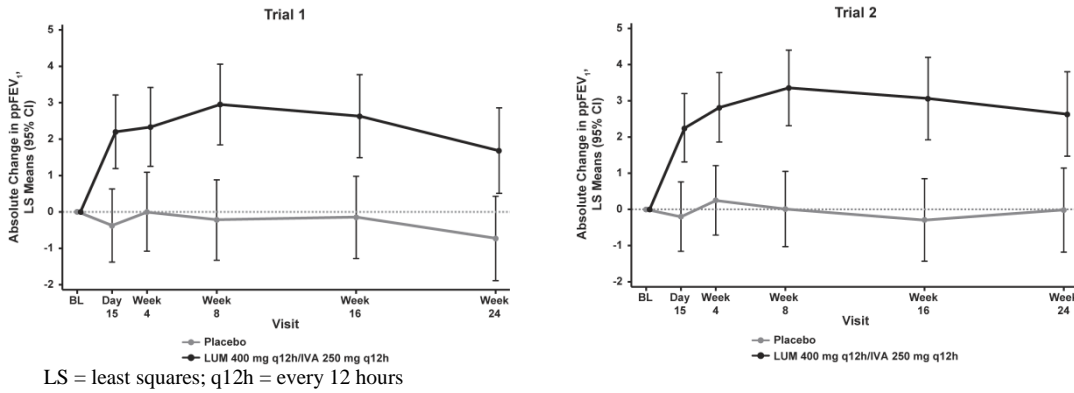 Trial 1
Absolute Change in ppFEV₁,
LS Means (95% CI)
5
4
3
2
1
0
-1
-2
BL
Day
15
Week
4
Week
8
Week
16
Week
24
Visit
Placebo
LUM 400 mg q12h/IVA 250 mg q12h
Trial 2
Absolute Change in ppFEV₁,
LS Means (95% CI)
5
4
3
2
1
0
-1
-2
BL
Day
15
Week
4
Week
8
Week
16
Week
24
Visit
Placebo
LUM 400 mg q12h/IVA 250 mg q12h
LS = least squares; q12h = every 12 hours